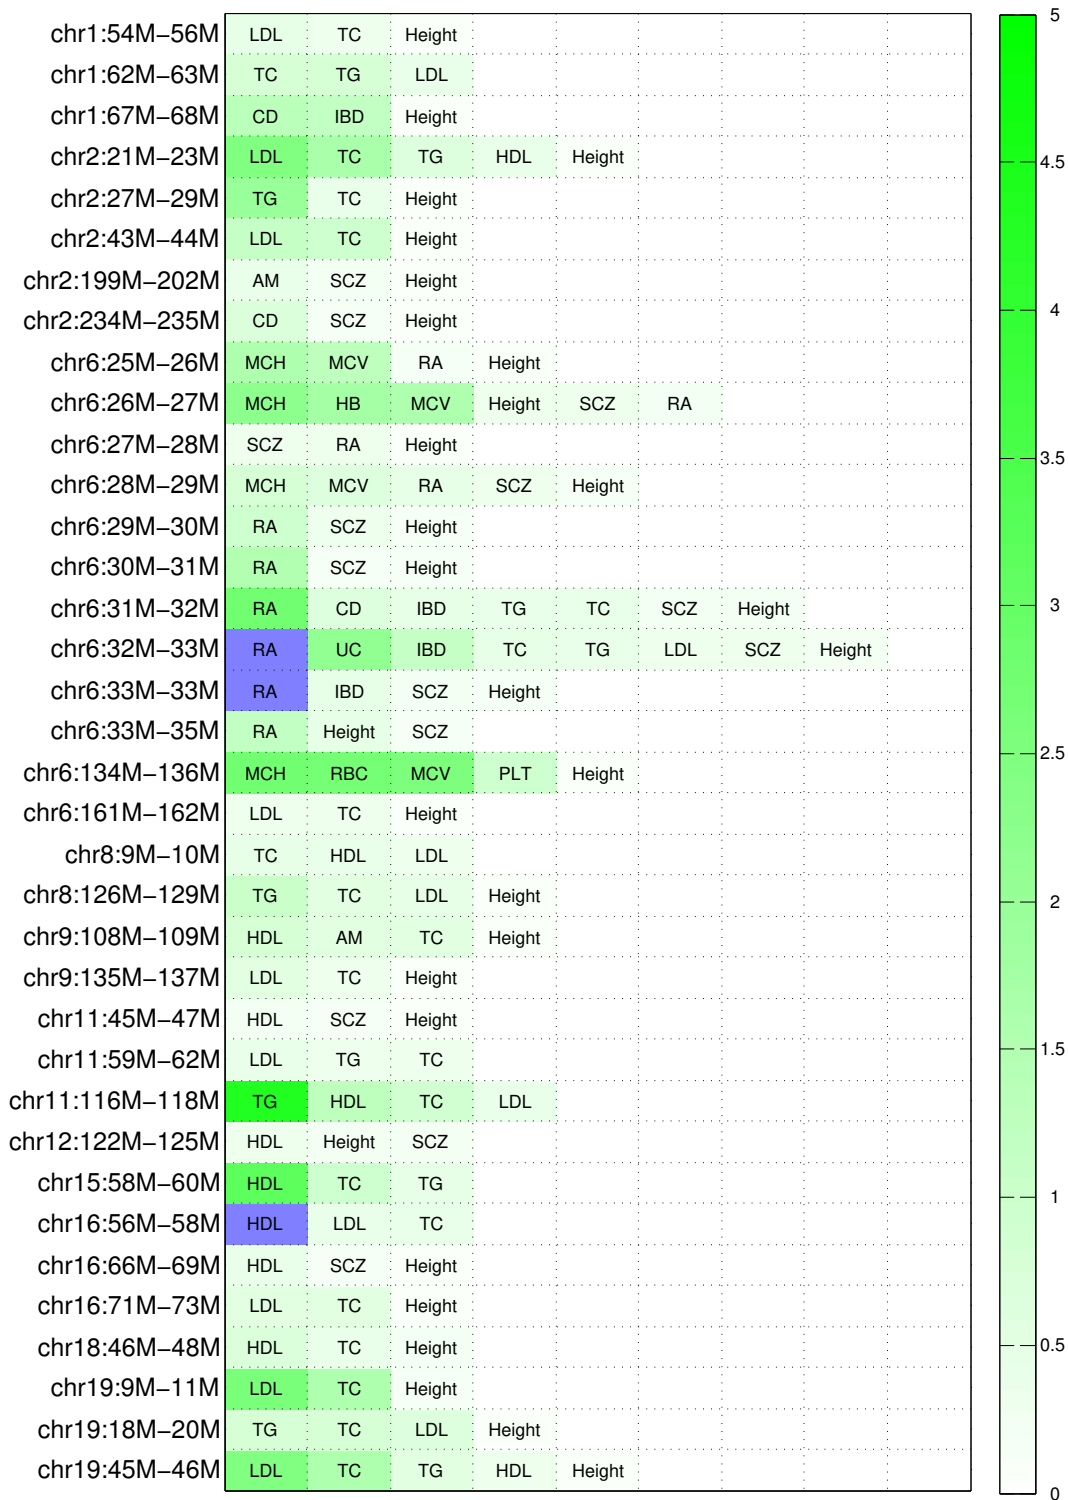 chr1:54M−56M LDL TC Height
chr1:62M−63M TC TG LDL
chr1:67M−68M CD IBD Height
chr2:21M−23M LDL TC TG HDL Height
chr2:27M−29M TG TC Height
chr2:43M−44M LDL TC Height
chr2:199M−202M AM SCZ Height
chr2:234M−235M CD SCZ Height
chr6:25M−26M MCH MCV RA Height
chr6:26M−27M MCH HB MCV Height SCZ RA
chr6:27M−28M SCZ RA Height
chr6:28M−29M MCH MCV RA SCZ Height
chr6:29M−30M RA SCZ Height
chr6:30M−31M RA SCZ Height
chr6:31M−32M RA CD IBD TG TC SCZ Height
chr6:32M−33M RA UC IBD TC TG LDL SCZ Height
chr6:33M−33M RA IBD SCZ Height
chr6:33M−35M RA Height SCZ
chr6:134M−136M MCH RBC MCV PLT Height
chr6:161M−162M LDL TC Height
chr8:9M−10M TC HDL LDL
chr8:126M−129M TG TC LDL Height
chr9:108M−109M HDL AM TC Height
chr9:135M−137M LDL TC Height
chr11:45M−47M HDL SCZ Height
chr11:59M−62M LDL TG TC
chr11:116M−118M TG HDL TC LDL
chr12:122M−125M HDL Height SCZ
chr15:58M−60M HDL TC TG
chr16:56M−58M HDL LDL TC
chr16:66M−69M HDL SCZ Height
chr16:71M−73M LDL TC Height
chr18:46M−48M HDL TC Height
chr19:9M−11M LDL TC Height
chr19:18M−20M TG TC LDL Height
chr19:45M−46M LDL TC TG HDL Height
5
4.5
4
3.5
3
2.5
2
1.5
1
0.5
0